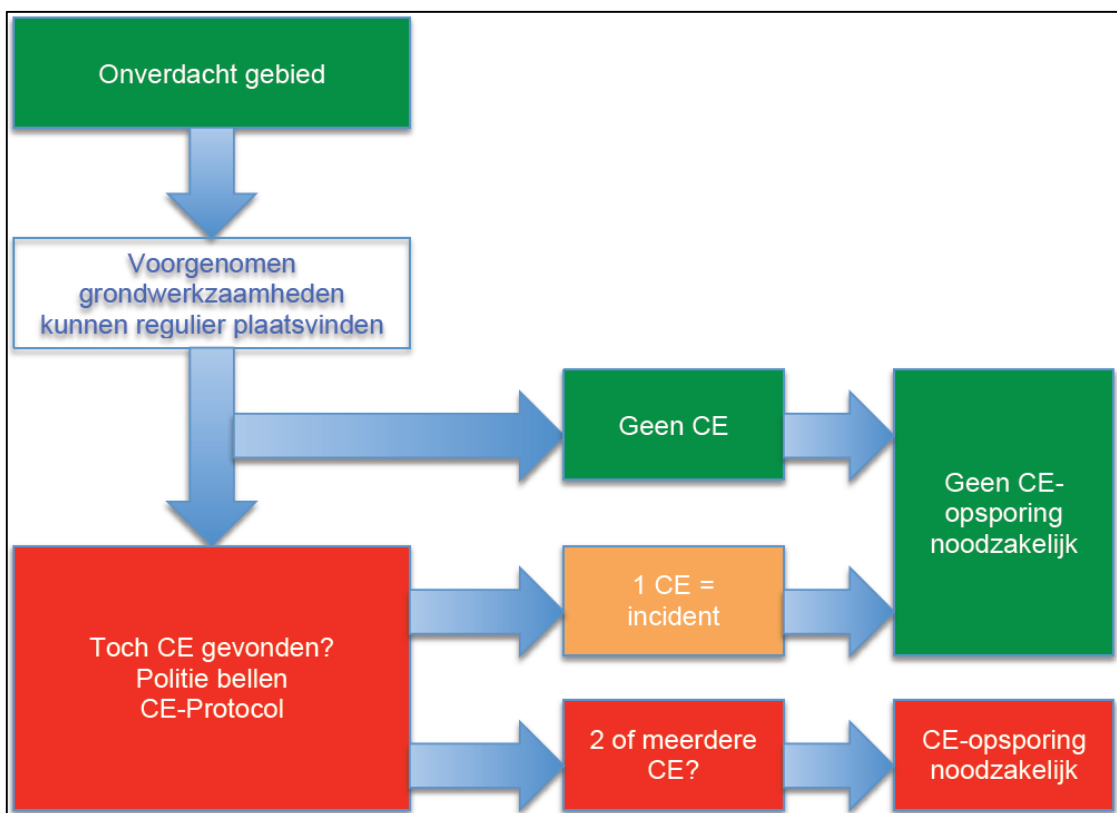 Onverdacht gebied
Voorgenomen
grondwerkzaamheden
kunnen regulier plaatsvinden
Geen CE
Geen CE-
opsporing
noodzakelijk
Toch CE gevonden?
Politie bellen
CE-Protocol
1 CE =
incident
2 of meerdere
CE?
CE-opsporing
noodzakelijk